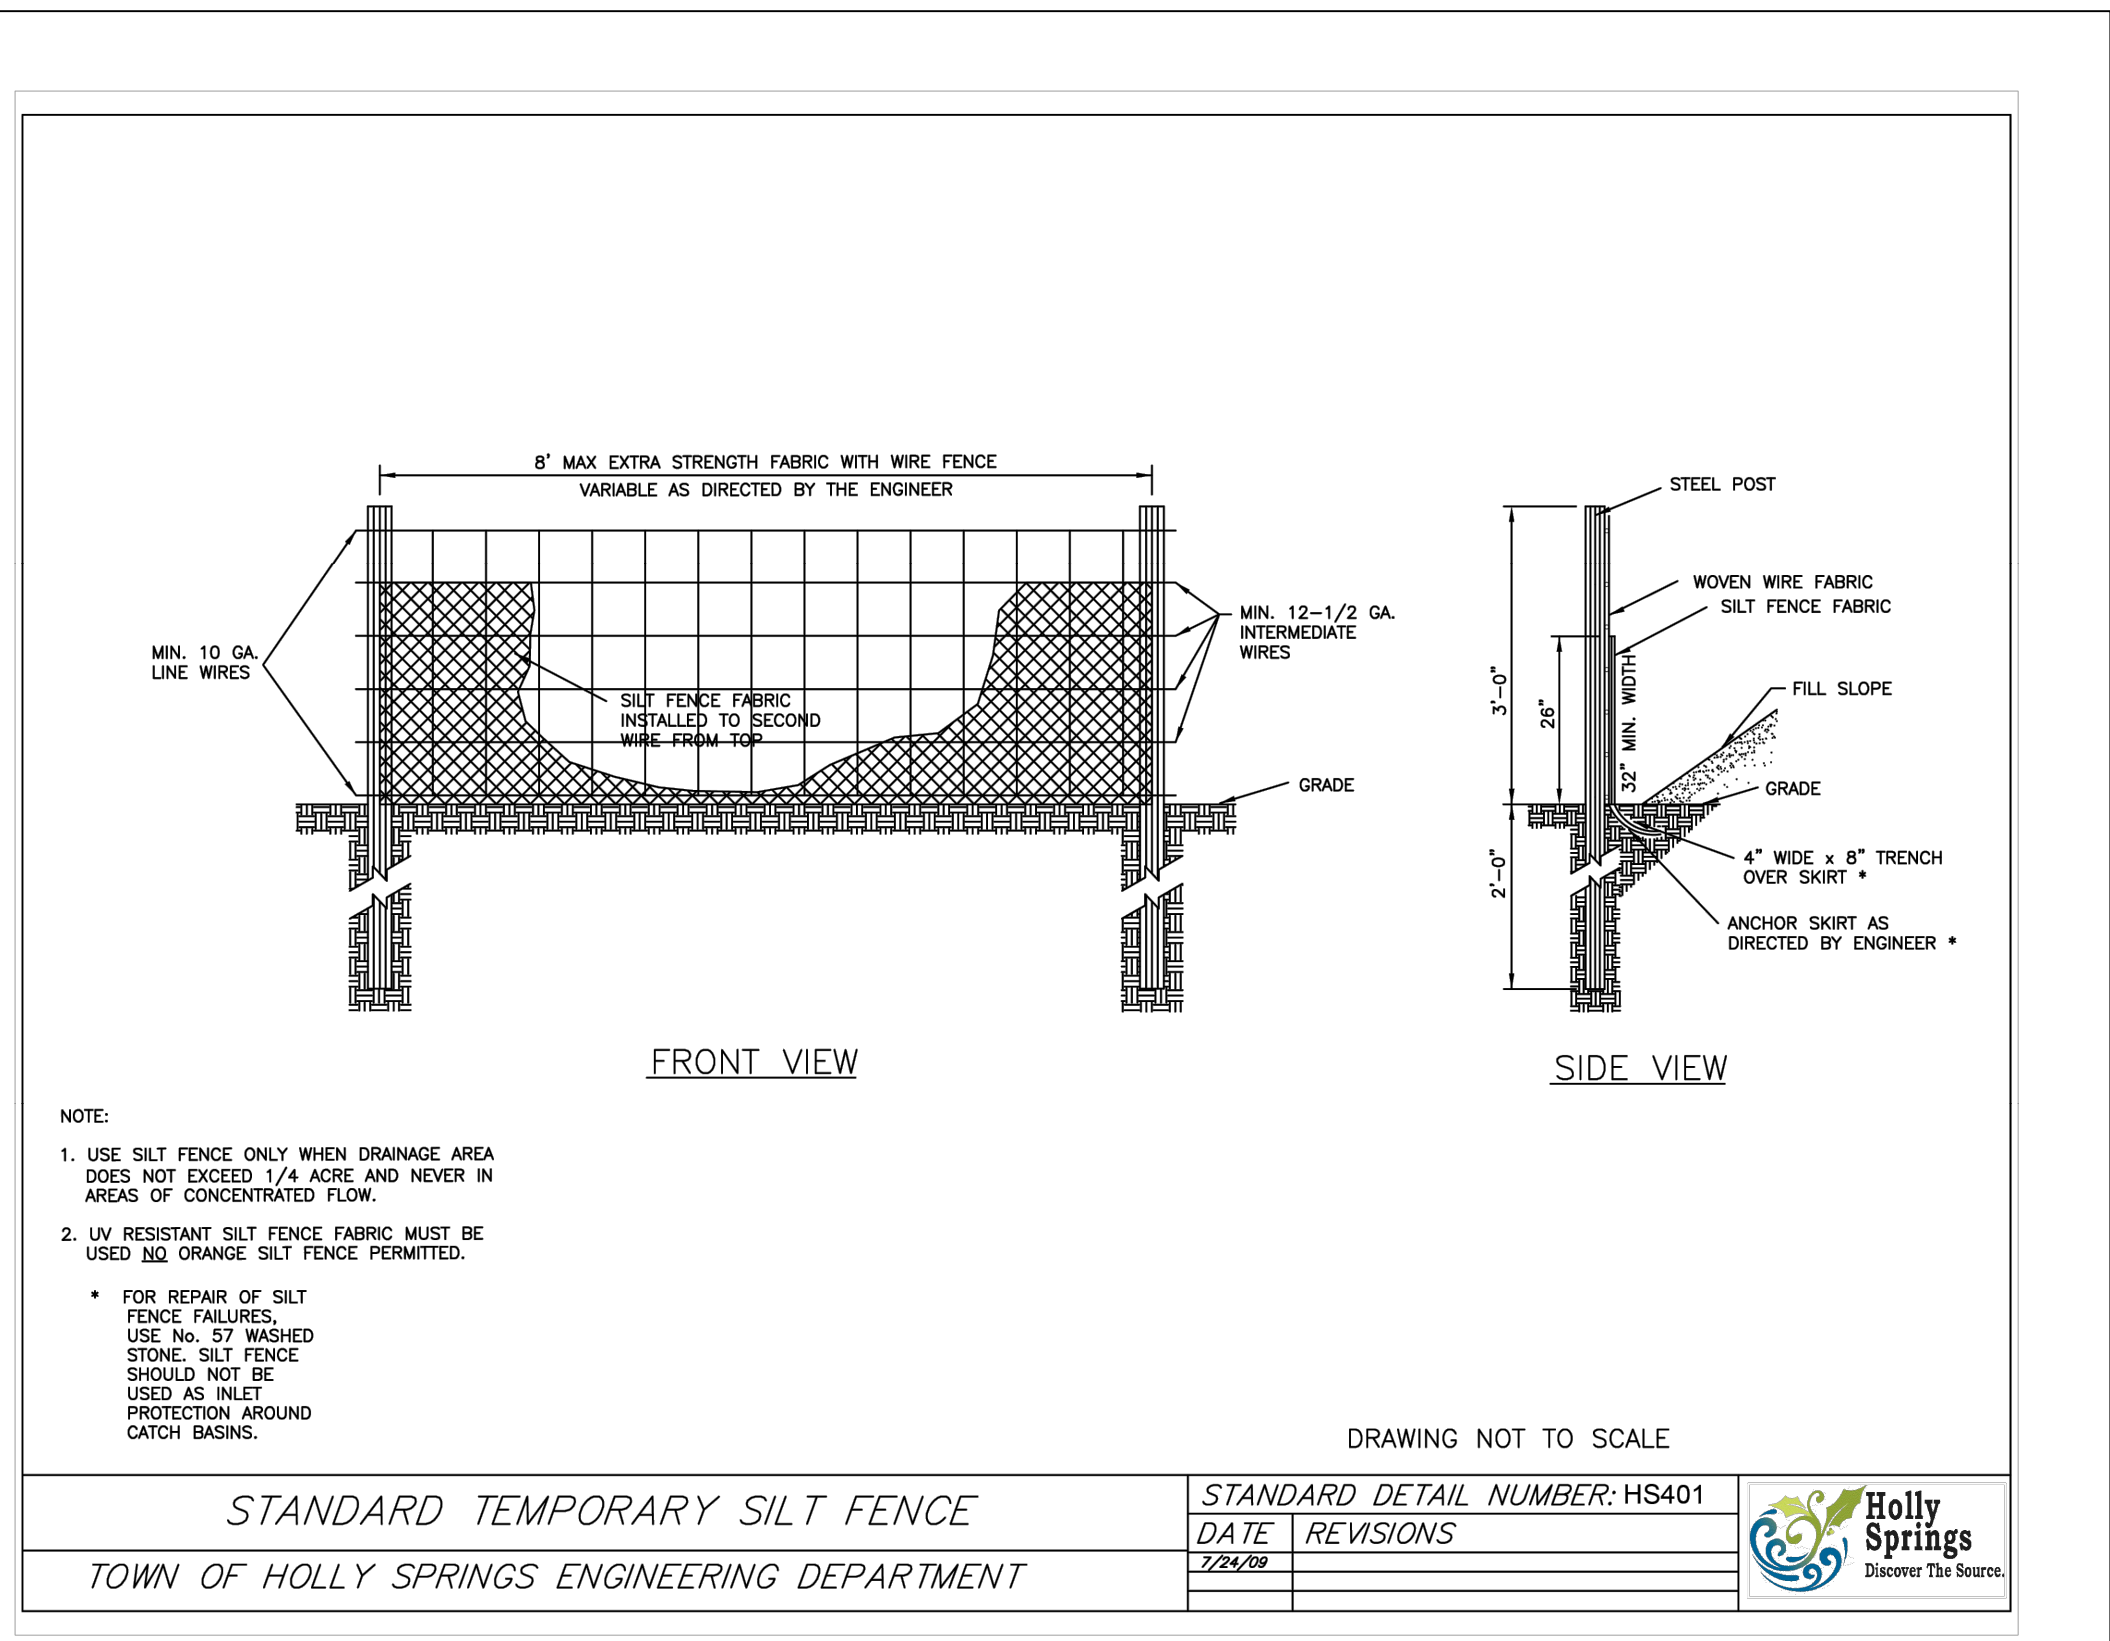 8' MAX EXTRA STRENGTH FABRIC WITH WIRE FENCE
VARIABLE AS DIRECTED BY THE ENGINEER
MIN. 10 GA.
LINE WIRES
SILT FENCE FABRIC
INSTALLED TO SECOND
WIRE FROM TOP
MIN. 12-1/2 GA.
INTERMEDIATE
WIRES
GRADE
FRONT VIEW
STEEL POST
WOVEN WIRE FABRIC
SILT FENCE FABRIC
3'-0"
26"
32" MIN. WIDTH
FILL SLOPE
GRADE
2'-0"
4" WIDE x 8" TRENCH
OVER SKIRT *
ANCHOR SKIRT AS
DIRECTED BY ENGINEER *
SIDE VIEW
NOTE:
1. USE SILT FENCE ONLY WHEN DRAINAGE AREA
DOES NOT EXCEED 1/4 ACRE AND NEVER IN
AREAS OF CONCENTRATED FLOW.
2. UV RESISTANT SILT FENCE FABRIC MUST BE
USED NO ORANGE SILT FENCE PERMITTED.
* FOR REPAIR OF SILT
FENCE FAILURES,
USE No. 57 WASHED
STONE. SILT FENCE
SHOULD NOT BE
USED AS INLET
PROTECTION AROUND
CATCH BASINS.
DRAWING NOT TO SCALE
STANDARD TEMPORARY SILT FENCE
TOWN OF HOLLY SPRINGS ENGINEERING DEPARTMENT
STANDARD DETAIL NUMBER: HS401
DATE REVISIONS
7/24/09
Holly
Springs
Discover The Source.